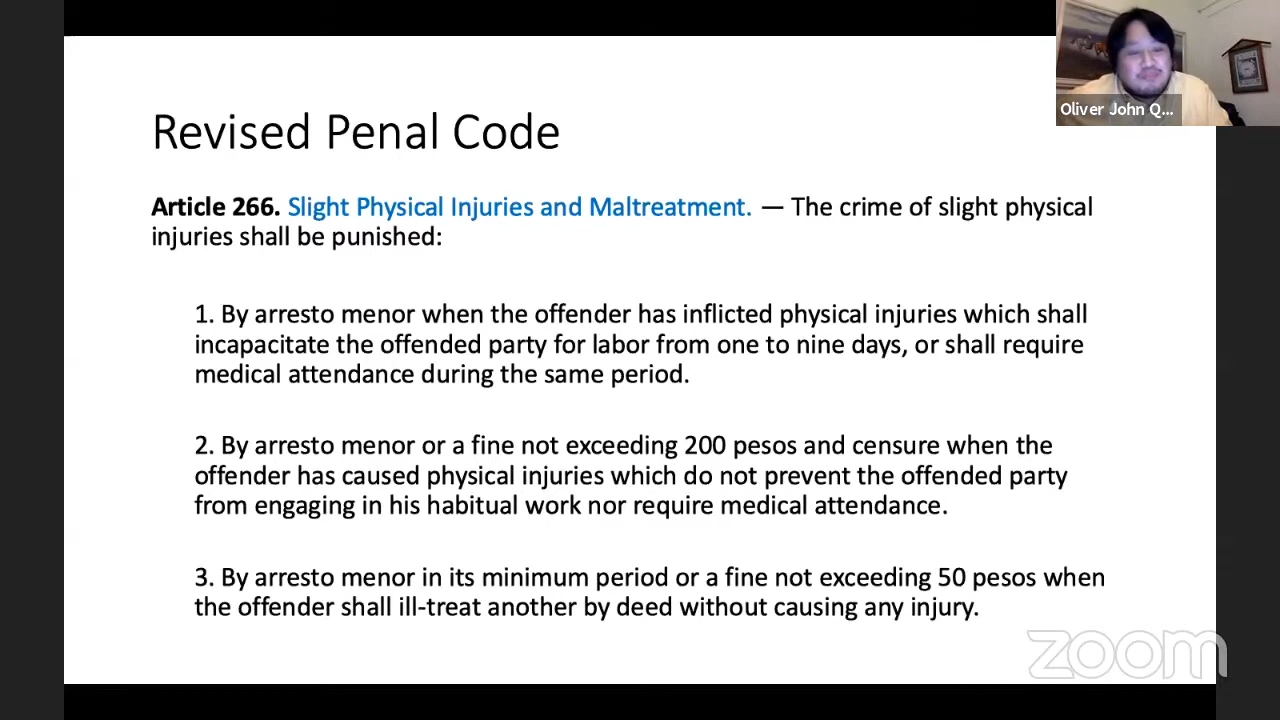 Revised Penal Code
Article 266. Slight Physical Injuries and Maltreatment. — The crime of slight physical
injuries shall be punished:
1. By arresto menor when the offender has inflicted physical injuries which shall
incapacitate the offended party for labor from one to nine days, or shall require
medical attendance during the same period.
2. By arresto menor or a fine not exceeding 200 pesos and censure when the
offender has caused physical injuries which do not prevent the offended party
from engaging in his habitual work nor require medical attendance.
3. By arresto menor in its minimum period or a fine not exceeding 50 pesos when
the offender shall ill-treat another by deed without causing any injury.
Oliver John Q...
zoom